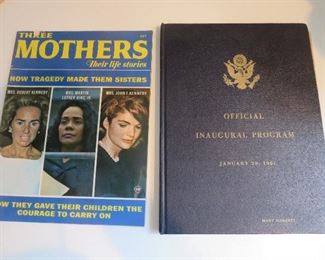 THREE
MOTHERS
Their life stories
HOW TRAGEDY MADE THEM SISTERS
MRS. ROBERT KENNEDY
MRS. MARTIN
LUTHER KING, JR.
MRS. JOHN F. KENNEDY
HOW THEY GAVE THEIR CHILDREN THE
COURAGE TO CARRY ON
OFFICIAL
INAUGURAL PROGRAM
JANUARY 20, 1961
MARY